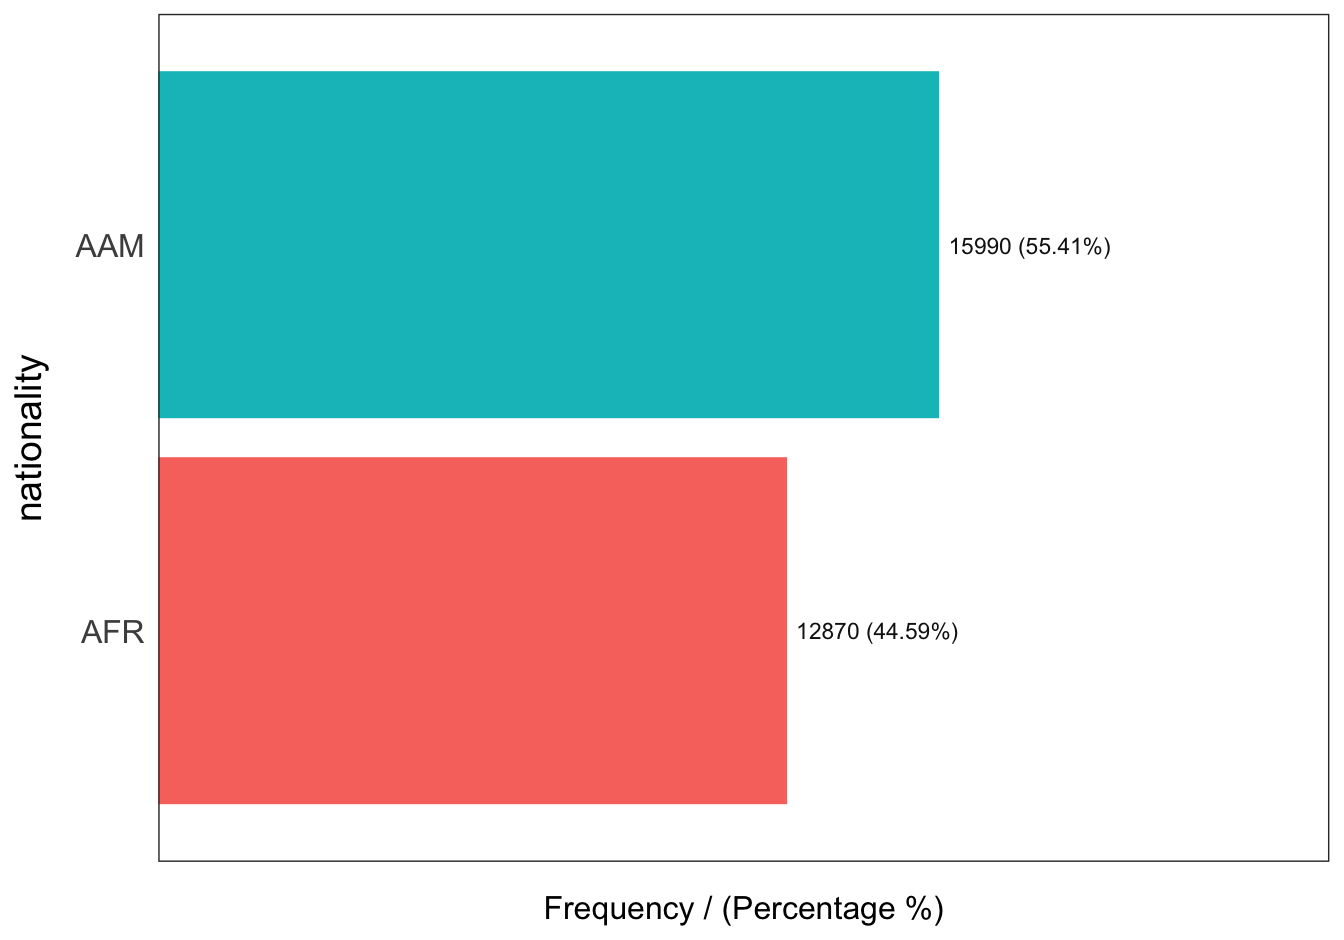 nationality
AAM
15990 (55.41%)
AFR
12870 (44.59%)
Frequency / (Percentage %)